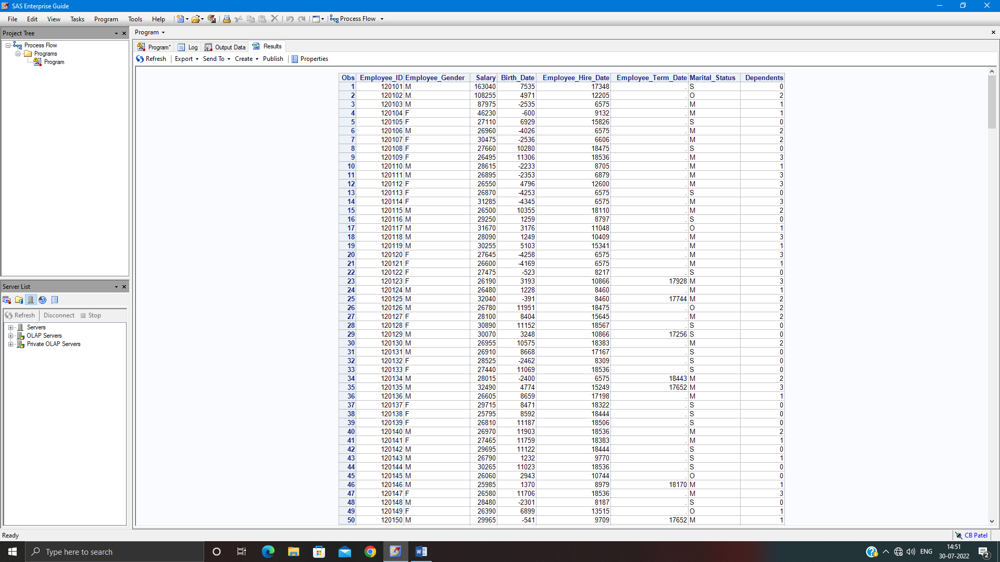 SAS Enterprise Guide
File Edit View Tasks Program Tools Help Process Flow
Project Tree
Process Flow
Programs
Program
Program
Program* Log Output Data Results
Refresh Export Send To Create Publish Properties
Obs Employee_ID Employee_Gender Salary Birth_Date Employee_Hire_Date Employee_Term_Date Marital_Status Dependents
1 120101 M 163040 7535 17348 . S 0
2 120102 M 108255 4971 12205 . O 2
3 120103 M 87975 -2535 6575 . M 1
4 120104 F 46230 -600 9132 . M 1
5 120105 F 27110 6929 15826 . S 0
6 120106 M 26960 -4026 6575 . M 2
7 120107 F 30475 -2536 6606 . M 2
8 120108 F 27660 10280 18475 . S 0
9 120109 F 26495 11306 18536 . M 3
10 120110 M 28615 -2233 8705 . M 1
11 120111 M 26895 -2353 6879 . M 3
12 120112 F 26550 4796 12600 . M 3
13 120113 F 26870 -4253 6575 . S 0
14 120114 F 31285 -4345 6575 . M 3
15 120115 M 26500 10355 18110 . M 2
16 120116 M 29250 1259 8797 . S 0
17 120117 M 31670 3176 11048 . O 1
18 120118 M 28090 1249 10409 . M 3
19 120119 M 30255 5103 15341 . M 1
20 120120 F 27645 -4258 6575 . M 3
21 120121 F 26600 -4169 6575 . M 1
22 120122 F 27475 -523 8217 . S 0
23 120123 F 26190 3193 10866 17928 M 3
24 120124 M 26480 1228 8460 . M 1
25 120125 M 32040 -391 8460 17744 M 2
26 120126 M 26780 11951 18475 . O 2
27 120127 F 28100 8404 15645 . M 2
28 120128 F 30890 11152 18567 . S 0
29 120129 M 30070 3248 10866 17256 S 0
30 120130 M 26955 10575 18383 . M 2
31 120131 M 26910 8668 17167 . S 0
32 120132 F 28525 -2462 8309 . S 0
33 120133 F 27440 11069 18536 . S 0
34 120134 M 28015 -2400 6575 18443 M 2
35 120135 M 32490 4774 15249 17652 M 3
36 120136 M 26605 8659 17198 . M 1
37 120137 F 29715 8471 18322 . S 0
38 120138 F 25795 8592 18444 . S 0
39 120139 F 26810 11187 18506 . S 0
40 120140 M 26970 11903 18536 . M 2
41 120141 F 27465 11759 18383 . M 1
42 120142 M 29695 11122 18444 . S 0
43 120143 M 26790 1232 9770 . S 1
44 120144 M 30265 11023 18536 . S 0
45 120145 M 26060 2943 10744 . O 0
46 120146 M 25985 1370 8979 18170 M 1
47 120147 F 26580 11706 18536 . M 3
48 120148 M 28480 -2301 8187 . S 0
49 120149 F 26390 6899 13515 . O 1
50 120150 M 29965 -541 9709 17652 M 1
Server List
Refresh Disconnect Stop
Servers
OLAP Servers
Private OLAP Servers
Ready
CB Patel
Type here to search
ENG
14:51
30-07-2022
2